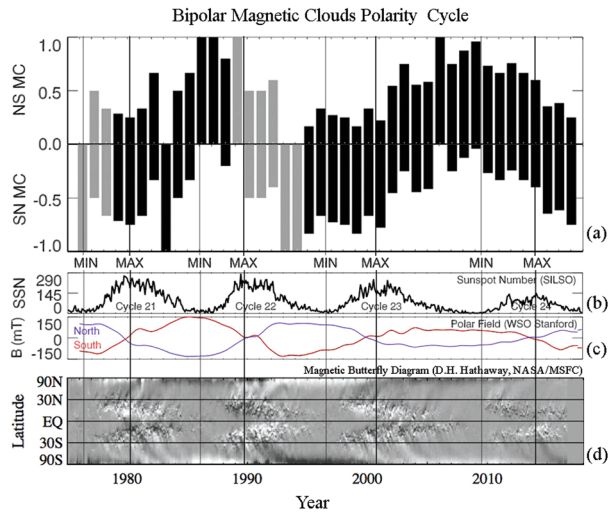 Bipolar Magnetic Clouds Polarity Cycle
NS MC
SN MC
1.0
0.5
0.0
-0.5
-1.0
(a)
MIN MAX MIN MAX MIN MAX MIN MAX
SSN
290
145
0
Sunspot Number (SILSO)
Cycle 21 Cycle 22 Cycle 23 Cycle 24
(b)
B (mT)
150
0
-150
North
South
Polar Field (WSO Stanford)
(c)
Magnetic Butterfly Diagram (D.H. Hathaway, NASA/MSFC)
Latitude
90N
30N
EQ
30S
90S
(d)
1980 1990 2000 2010
Year